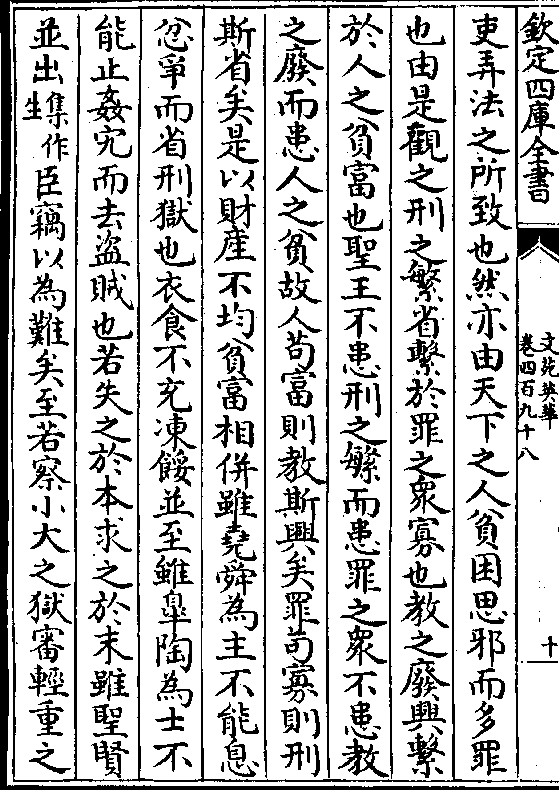 欽定四庫全書
文苑英華
卷四百九十八
十
吏弄法之所致也然亦由天下之人貧困思邪而多罪
也由是觀之刑之繁省繫於罪之衆寡也教之廢興繫
於人之貧富也聖王不患刑之繁而患罪之衆不患教
之廢而患人之貧故人苟富則教斯興矣罪苟寡則刑
斯省矣是以財產不均貧富相併雖堯舜為主不能息
忿爭而省刑獄也衣食不充凍餒並至雖臯陶為士不
能止姦宄而去盜賊也若失之於本求之於末雖聖賢
並出集作生臣竊以為難矣至若察小大之獄審輕重之